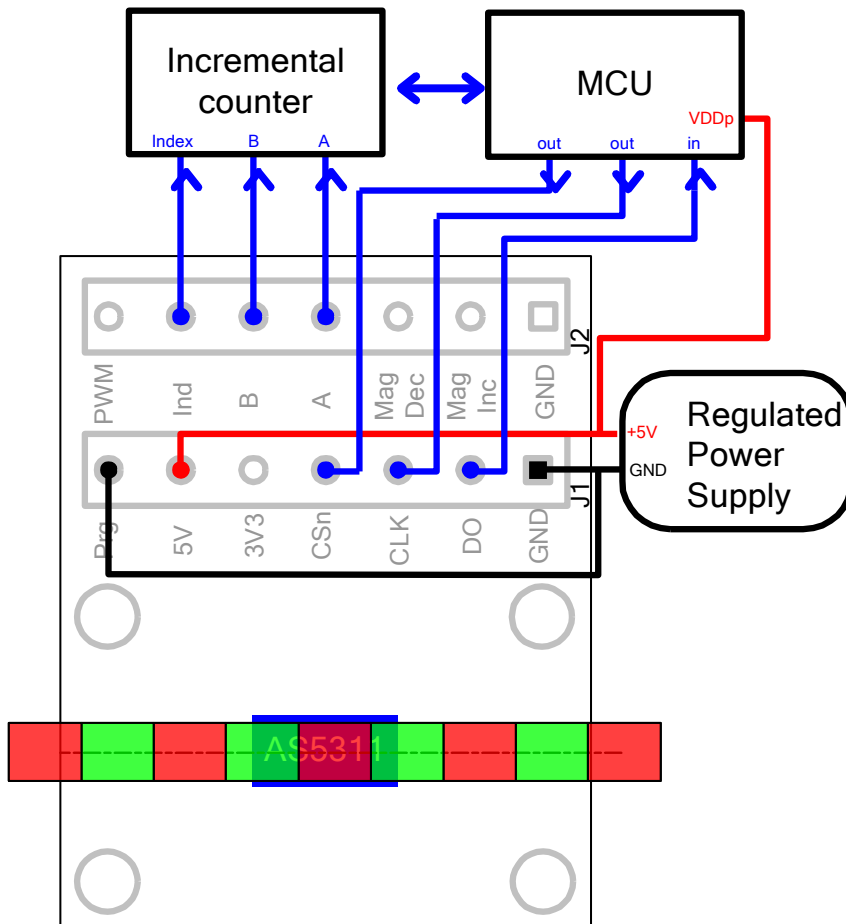 Incremental
counter
Index
B
A
MCU
VDDp
out
out
in
J2
PWM
Ind
B
A
Mag
Dec
Mag
Inc
GND
Regulated
Power
Supply
+5V
GND
J1
Prg
5V
3V3
CSn
CLK
DO
GND
AS5311